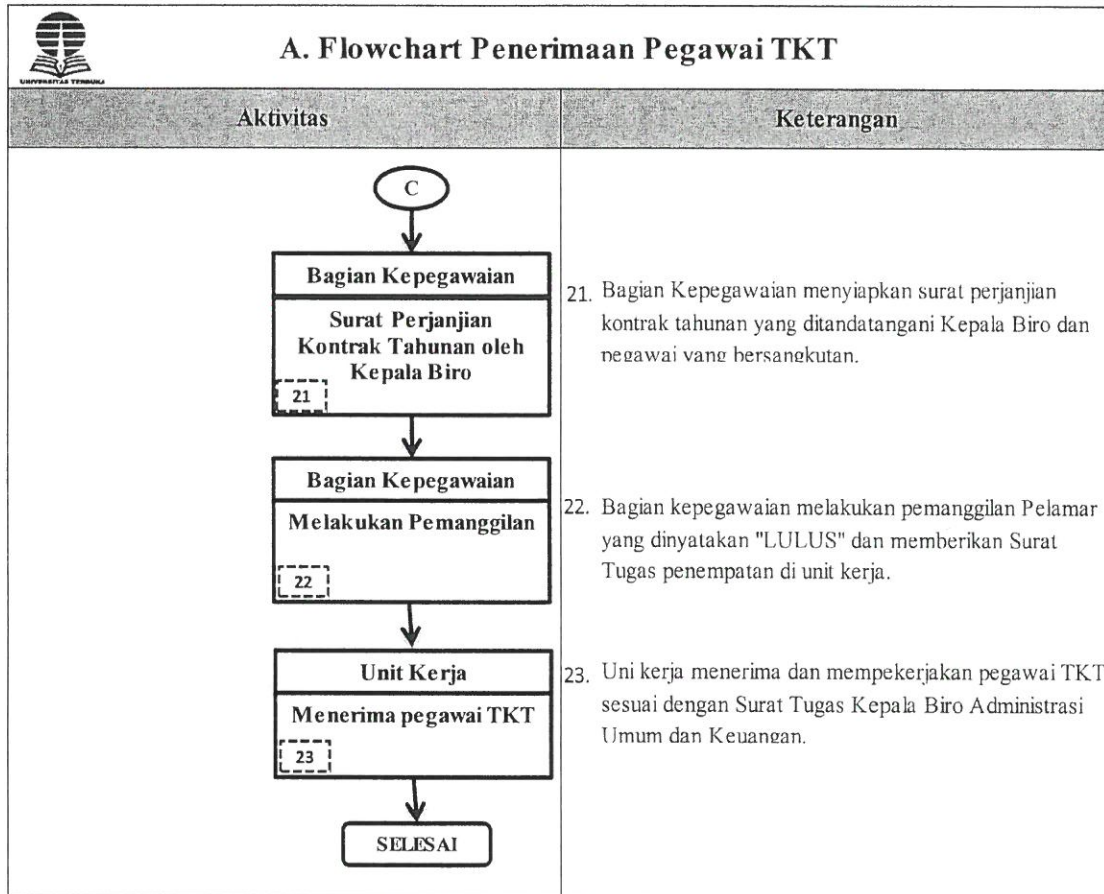 UNIVERSITAS TERBUKA
A. Flowchart Penerimaan Pegawai TKT
Aktivitas
Keterangan
C
Bagian Kepegawaian
Surat Perjanjian
Kontrak Tahunan oleh
Kepala Biro
21
21. Bagian Kepegawaian menyiapkan surat perjanjian
kontrak tahunan yang ditandatangani Kepala Biro dan
pegawai yang bersangkutan.
Bagian Kepegawaian
Melakukan Pemanggilan
22
22. Bagian kepegawaian melakukan pemanggilan Pelamar
yang dinyatakan "LULUS" dan memberikan Surat
Tugas penempatan di unit kerja.
Unit Kerja
Menerima pegawai TKT
23
23. Uni kerja menerima dan mempekerjakan pegawai TKT
sesuai dengan Surat Tugas Kepala Biro Administrasi
Umum dan Keuangan.
SELESAI